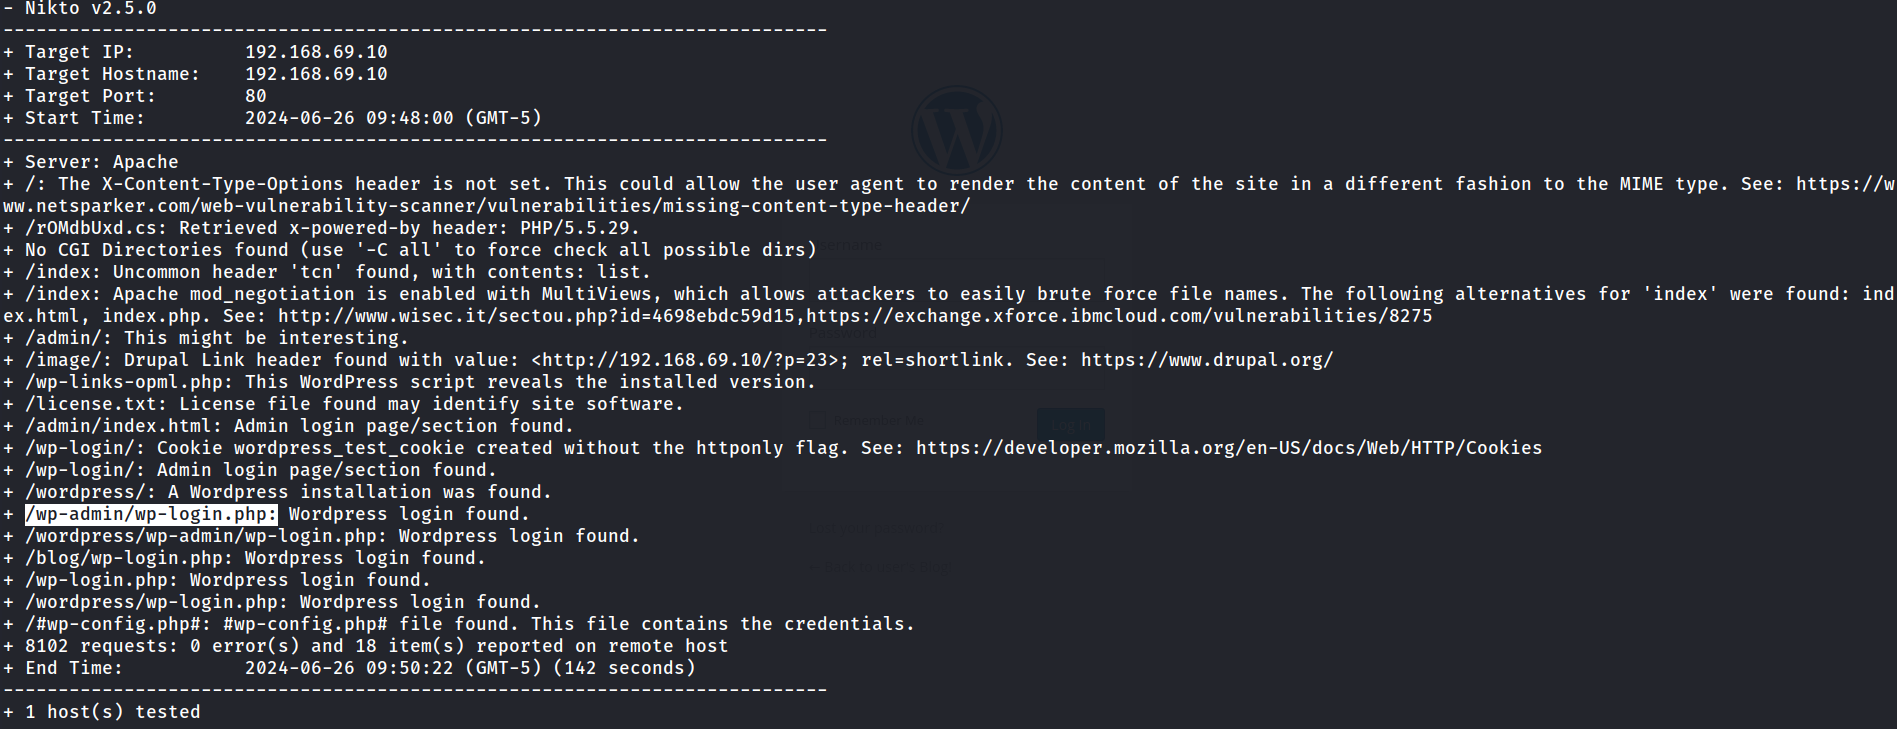 - Nikto v2.5.0
---------------------------------------------------------------------------
+ Target IP:          192.168.69.10
+ Target Hostname:    192.168.69.10
+ Target Port:        80
+ Start Time:         2024-06-26 09:48:00 (GMT-5)
---------------------------------------------------------------------------
+ Server: Apache
+ /: The X-Content-Type-Options header is not set. This could allow the user agent to render the content of the site in a different fashion to the MIME type. See: https://w
ww.netsparker.com/web-vulnerability-scanner/vulnerabilities/missing-content-type-header/
+ /rOMdbUxd.cs: Retrieved x-powered-by header: PHP/5.5.29.
+ No CGI Directories found (use '-C all' to force check all possible dirs)
+ /index: Uncommon header 'tcn' found, with contents: list.
+ /index: Apache mod_negotiation is enabled with MultiViews, which allows attackers to easily brute force file names. The following alternatives for 'index' were found: ind
ex.html, index.php. See: http://www.wisec.it/sectou.php?id=4698ebdc59d15,https://exchange.xforce.ibmcloud.com/vulnerabilities/8275
+ /admin/: This might be interesting.
+ /image/: Drupal Link header found with value: <http://192.168.69.10/?p=23>; rel=shortlink. See: https://www.drupal.org/
+ /wp-links-opml.php: This WordPress script reveals the installed version.
+ /license.txt: License file found may identify site software.
+ /admin/index.html: Admin login page/section found.
Remember Me
Log In
+ /wp-login/: Cookie wordpress_test_cookie created without the httponly flag. See: https://developer.mozilla.org/en-US/docs/Web/HTTP/Cookies
+ /wp-login/: Admin login page/section found.
+ /wordpress/: A Wordpress installation was found.
+ /wp-admin/wp-login.php: Wordpress login found.
+ /wordpress/wp-admin/wp-login.php: Wordpress login found.
+ /blog/wp-login.php: Wordpress login found.
+ /wp-login.php: Wordpress login found.
+ /wordpress/wp-login.php: Wordpress login found.
+ /#wp-config.php#: #wp-config.php# file found. This file contains the credentials.
+ 8102 requests: 0 error(s) and 18 item(s) reported on remote host
+ End Time:           2024-06-26 09:50:22 (GMT-5) (142 seconds)
---------------------------------------------------------------------------
+ 1 host(s) tested